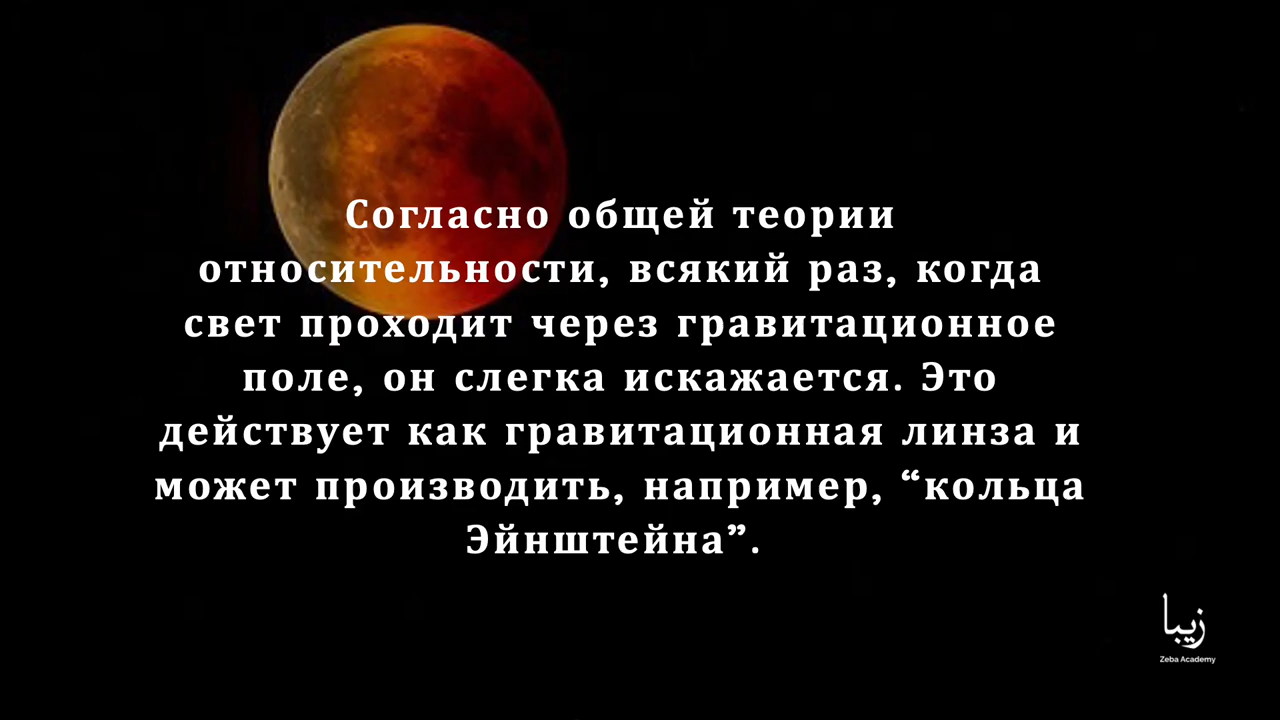 Согласно общей теории
относительности, всякий раз, когда
свет проходит через гравитационное
поле, он слегка искажается. Это
действует как гравитационная линза и
может производить, например, “кольца
Эйнштейна”.
زیبا
Zeba Academy